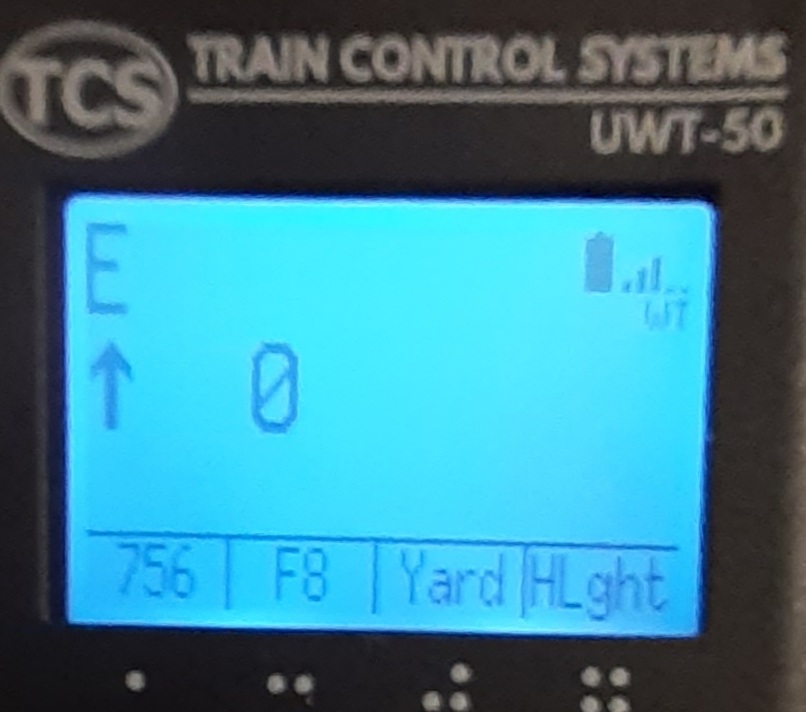 TCS TRAIN CONTROL SYSTEMS
UWT-50
E
WT
↑ 0
756 | F8 | Yard | HLght